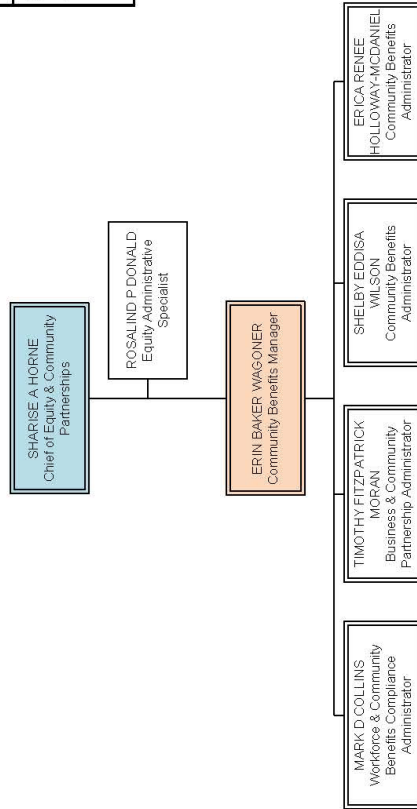 SHARISE A HORNE
Chief of Equity & Community
Partnerships
ROSALIND P DONALD
Equity Administrative
Specialist
ERIN BAKER WAGONER
Community Benefits Manager
MARK D COLLINS
Workforce & Community
Benefits Compliance
Administrator
TIMOTHY FITZPATRICK
MORAN
Business & Community
Partnership Administrator
SHELBY EDDISA
WILSON
Community Benefits
Administrator
ERICA RENEE
HOLLOWAY-MCDANIEL
Community Benefits
Administrator